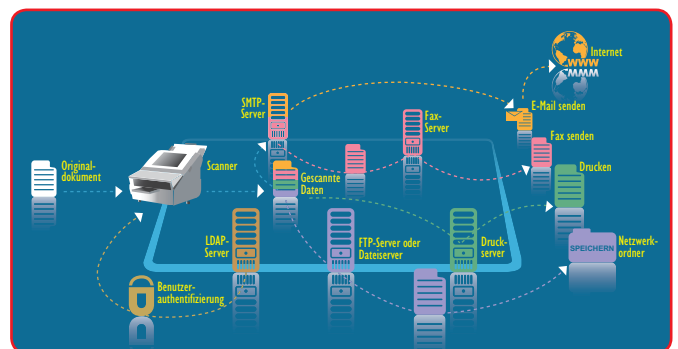 Internet
WWW
SMTP-
Server
E-Mail senden
Fax-
Server
Fax senden
Original-
dokument
Scanner
Gescannte
Daten
Drucken
LDAP-
Server
FTP-Server oder
Dateiserver
Druck-
server
SPEICHERN
Netzwerk-
ordner
Benutzer-
authentifizierung